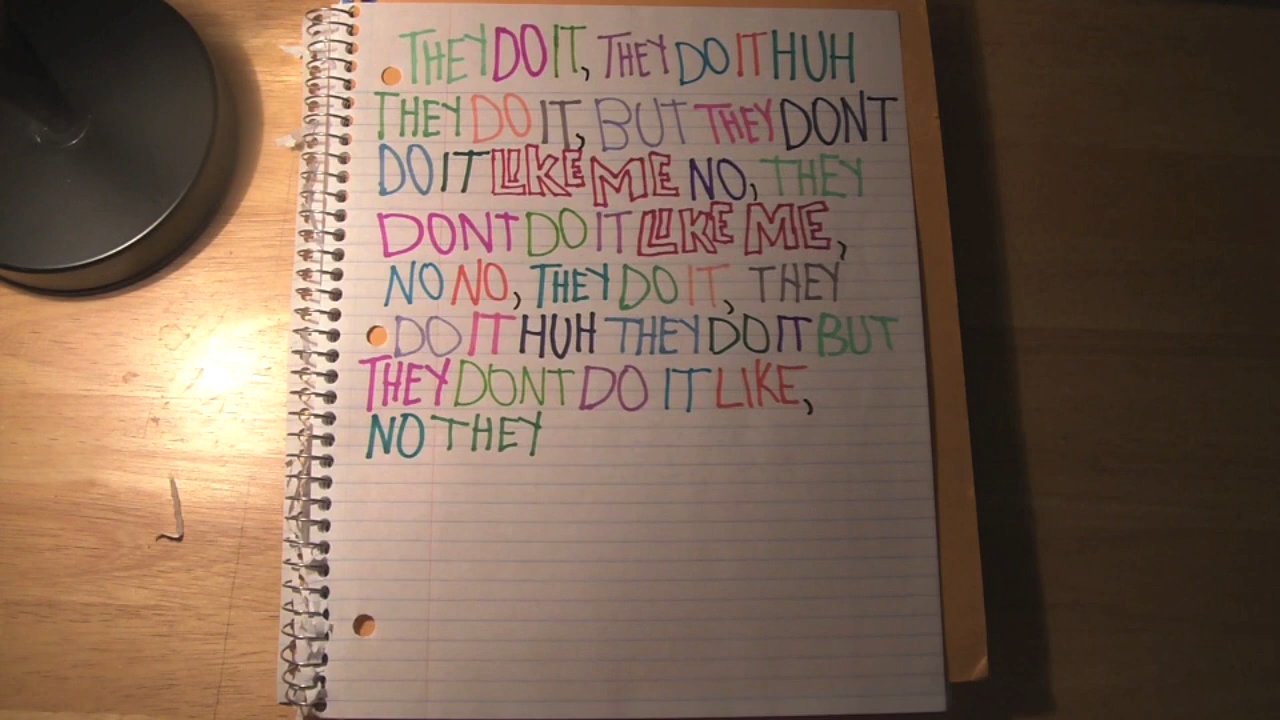 THEY DO IT, THEY DO IT HUH
THEY DO IT, BUT THEY DONT
DO IT LIKE ME NO, THEY
DONT DO IT LIKE ME,
NO NO, THEY DO IT, THEY
DO IT HUH THEY DO IT BUT
THEY DONT DO IT LIKE,
NO THEY